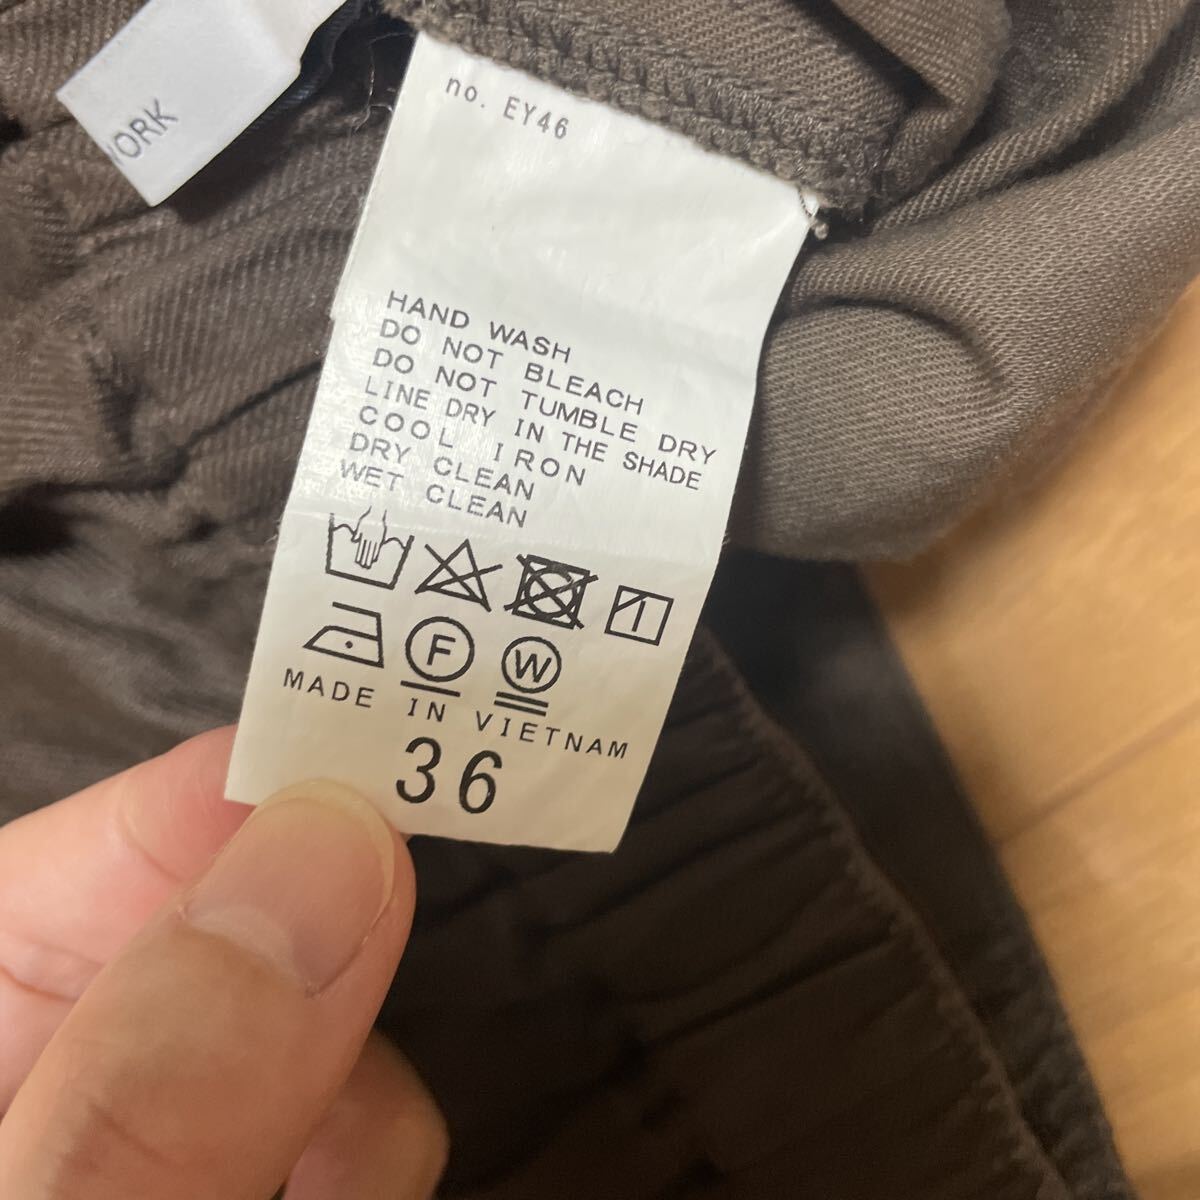 no. EY46
HAND WASH
DO NOT BLEACH
DO NOT TUMBLE DRY
LINE DRY IN THE SHADE
COOL IRON
DRY CLEAN
WET CLEAN
F
W
MADE IN VIETNAM
36